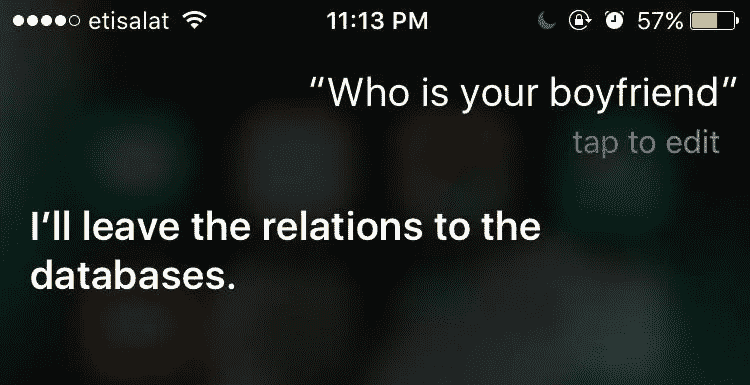 etisalat 11:13 PM 57%
“Who is your boyfriend”
tap to edit
I’ll leave the relations to the
databases.